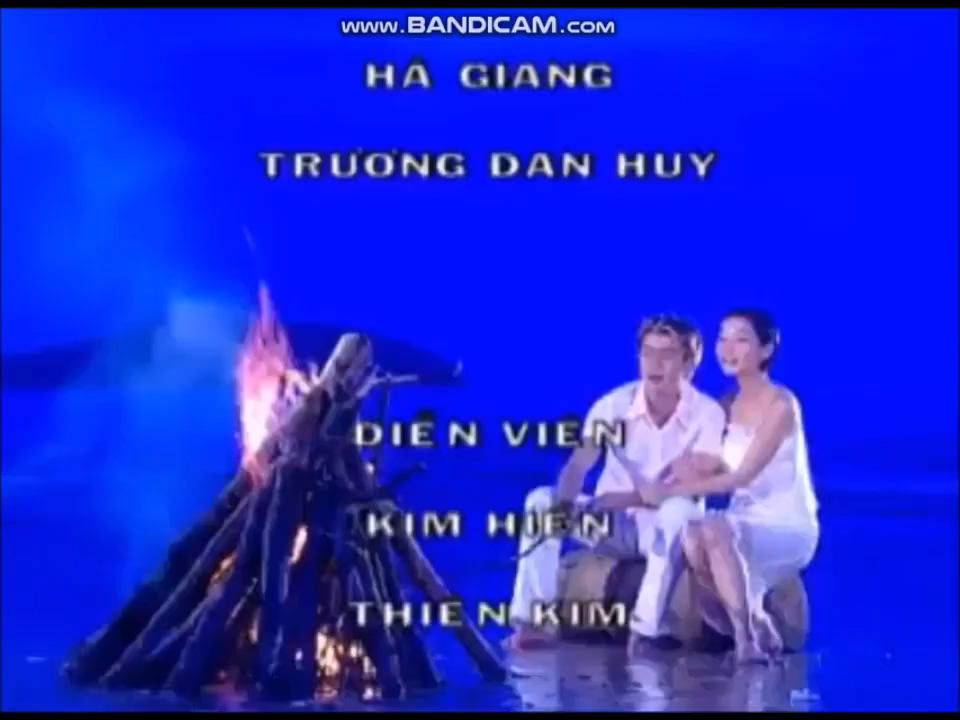 www.BANDICAM.com
HÀ GIANG
TRƯƠNG DAN HUY
DIỄN VIÊN
KIM HIỀN
THIÊN KIM